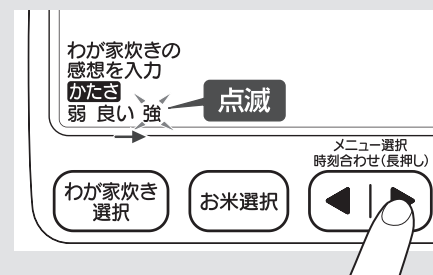 わが家炊きの
感想を入力
かたさ
弱 良い 強
点滅
メニュー選択
時刻合わせ(長押し)
わが家炊き
選択
お米選択